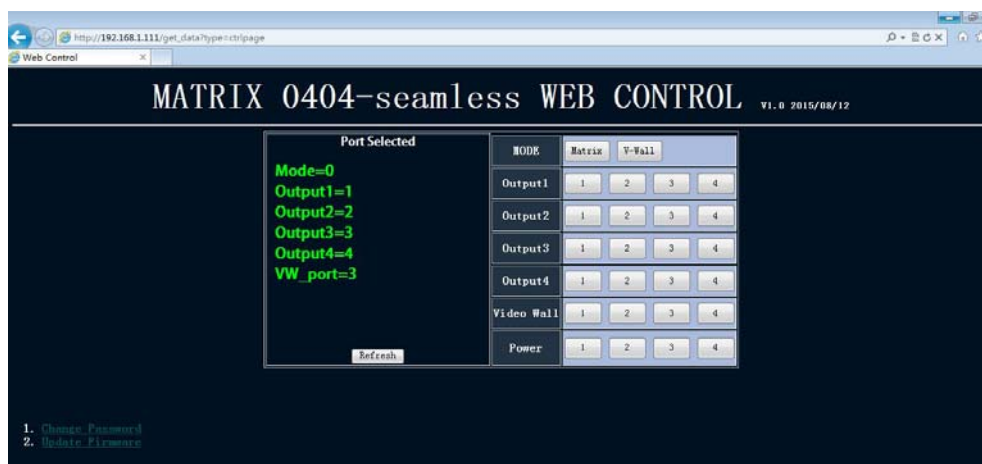 http://192.168.1.111/get_data?type=ctrlpage
Web Control
MATRIX 0404-seamless WEB CONTROL V1.0 2015/08/12
Port Selected
Mode=0
Output1=1
Output2=2
Output3=3
Output4=4
VW_port=3
Refresh
MODE Matrix V-Wall
Output1 1 2 3 4
Output2 1 2 3 4
Output3 1 2 3 4
Output4 1 2 3 4
Video Wall 1 2 3 4
Power 1 2 3 4
1. Change Password
2. Update Firmware